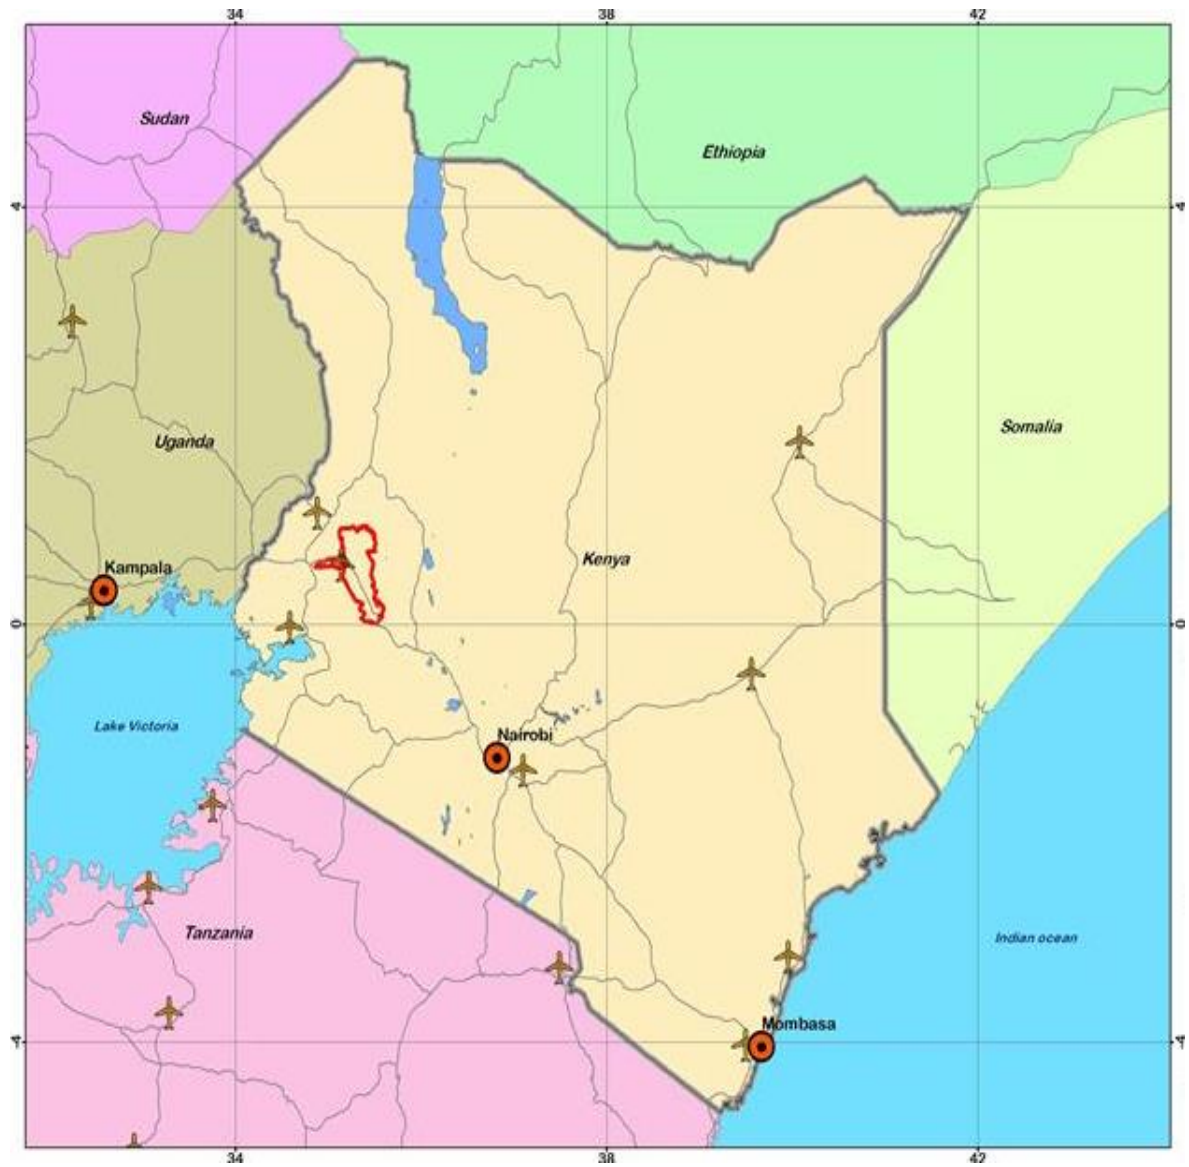 34 38 42
Sudan
Ethiopia
4 4
Uganda
Somalia
Kenya
Kampala
0 0
Lake Victoria
Nairobi
Tanzania
Indian ocean
Mombasa
-4 -4
34 38 42